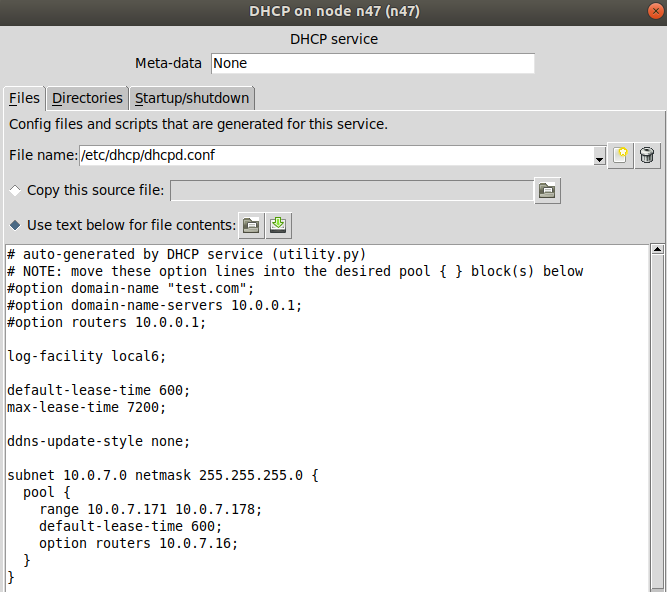 DHCP on node n47 (n47)
DHCP service
Meta-data None
Files Directories Startup/shutdown
Config files and scripts that are generated for this service.
File name: /etc/dhcp/dhcpd.conf
Copy this source file:
Use text below for file contents:
# auto-generated by DHCP service (utility.py)
# NOTE: move these option lines into the desired pool { } block(s) below
#option domain-name "test.com";
#option domain-name-servers 10.0.0.1;
#option routers 10.0.0.1;
log-facility local6;
default-lease-time 600;
max-lease-time 7200;
ddns-update-style none;
subnet 10.0.7.0 netmask 255.255.255.0 {
  pool {
    range 10.0.7.171 10.0.7.178;
    default-lease-time 600;
    option routers 10.0.7.16;
  }
}